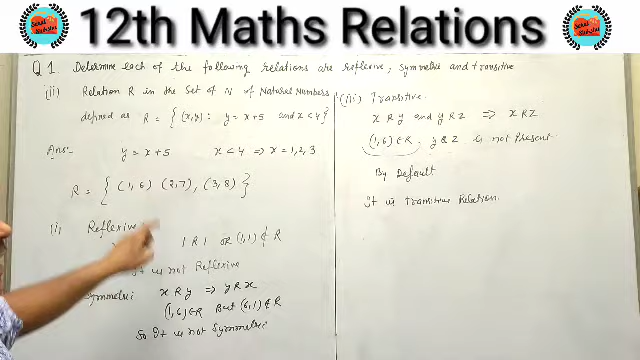 12th Maths Relations
Q1. Determine each of the following relations are reflexive, symmetric and transitive
(ii) Relation R in the Set of N of Natural Numbers
defined as R = {(x,y): y = x+5 and x<4}
Ans:- y = x+5 x<4 ⇒ x = 1,2,3
R = { (1,6) (2,7), (3,8) }
(i) Reflexive
1 R 1 OR (1,1) ∉ R
It is not Reflexive
Symmetric x R y ⇒ y R x
(1,6) ∈ R But (6,1) ∉ R
So It is not Symmetric
(iii) Transitive
x R y and y R z ⇒ x R z
(1,6) ∈ R. y & z is not Present
By Default
It is Transitive Relation.